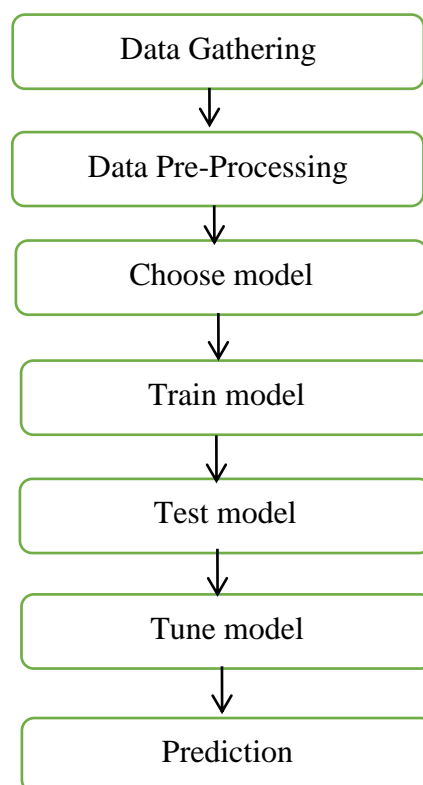 Data Gathering
Data Pre-Processing
Choose model
Train model
Test model
Tune model
Prediction